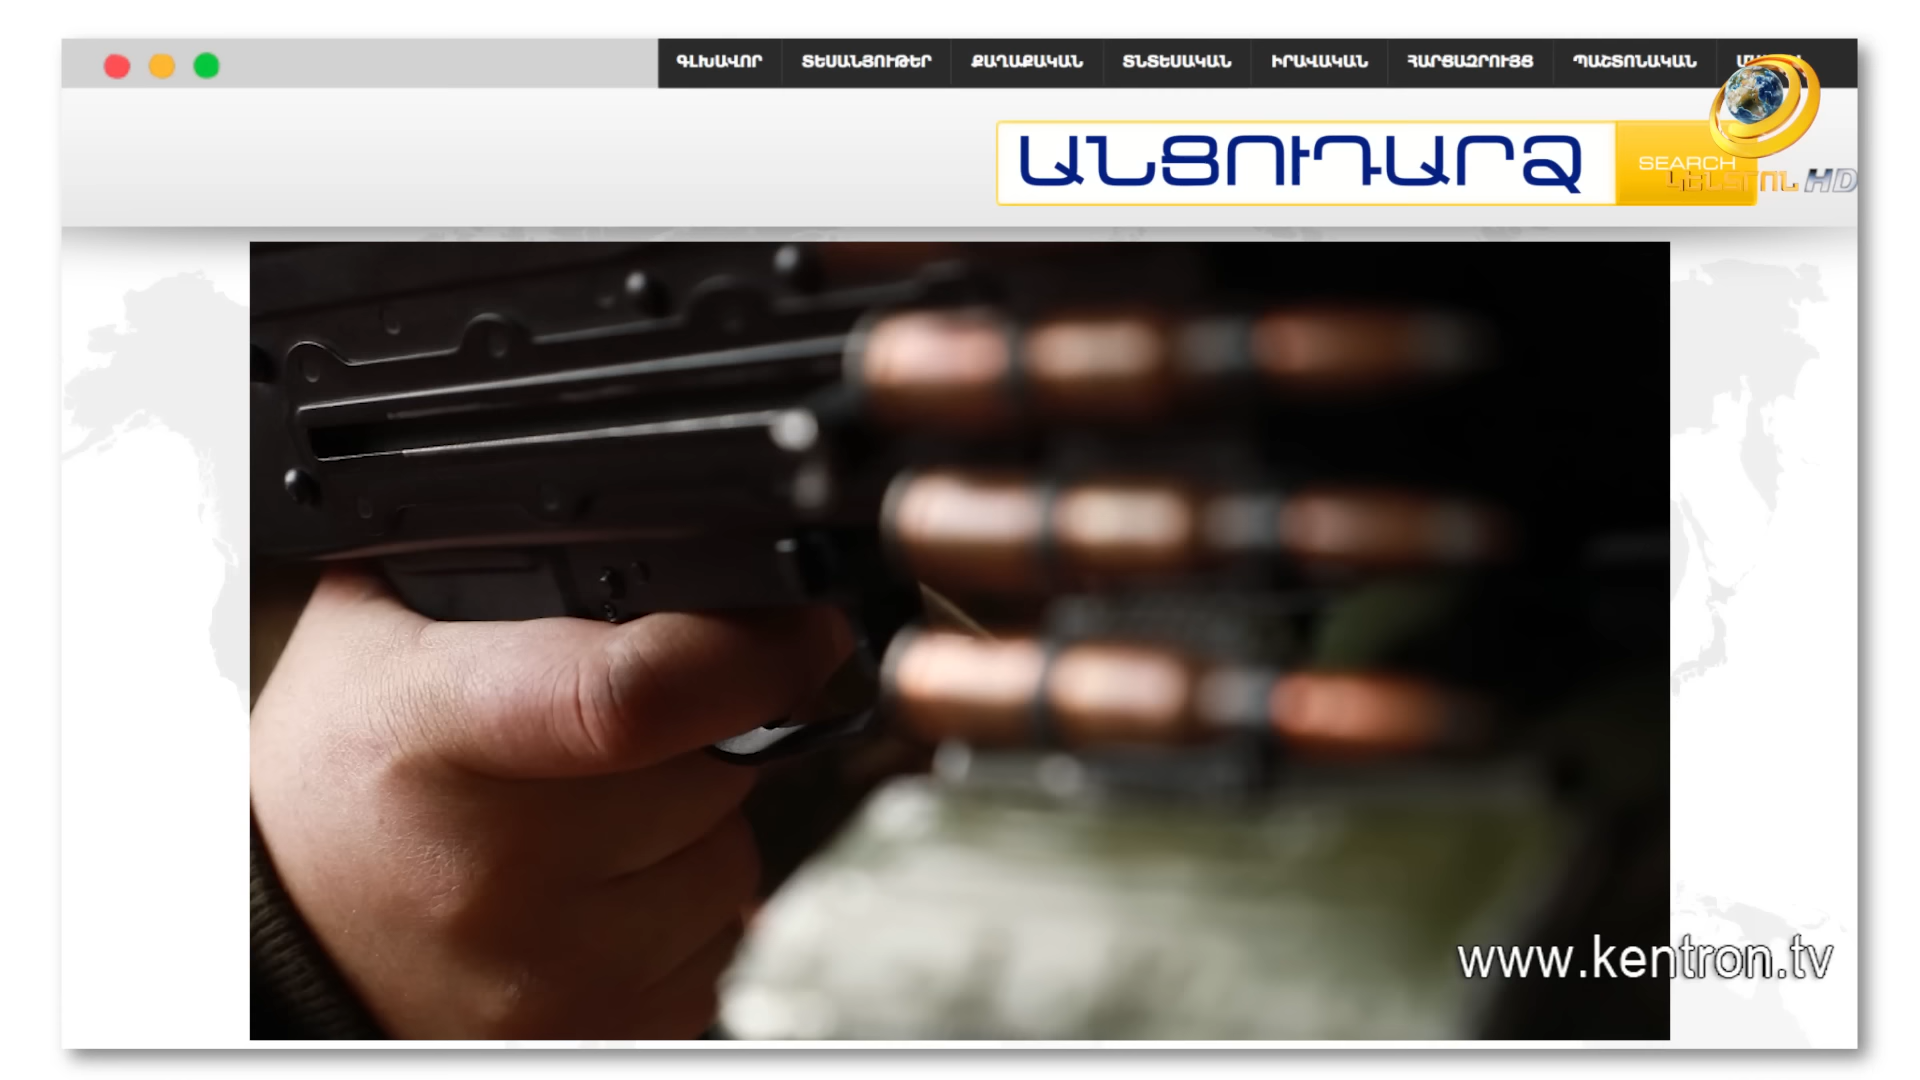 ԳԼԽԱՎՈՐ ՏԵՍԱՆՅՈՒԹԵՐ ՔԱՂԱՔԱԿԱՆ ՏՆՏԵՍԱԿԱՆ ԻՐԱՎԱԿԱՆ ՀԱՐՑԱԶՐՈՒՅՑ ՊԱՇՏՈՆԱԿԱՆ
ԱՆՑՈՒԴԱՐՁ
SEARCH
ԿԵՆՏՐՈՆ HD
www.kentron.tv